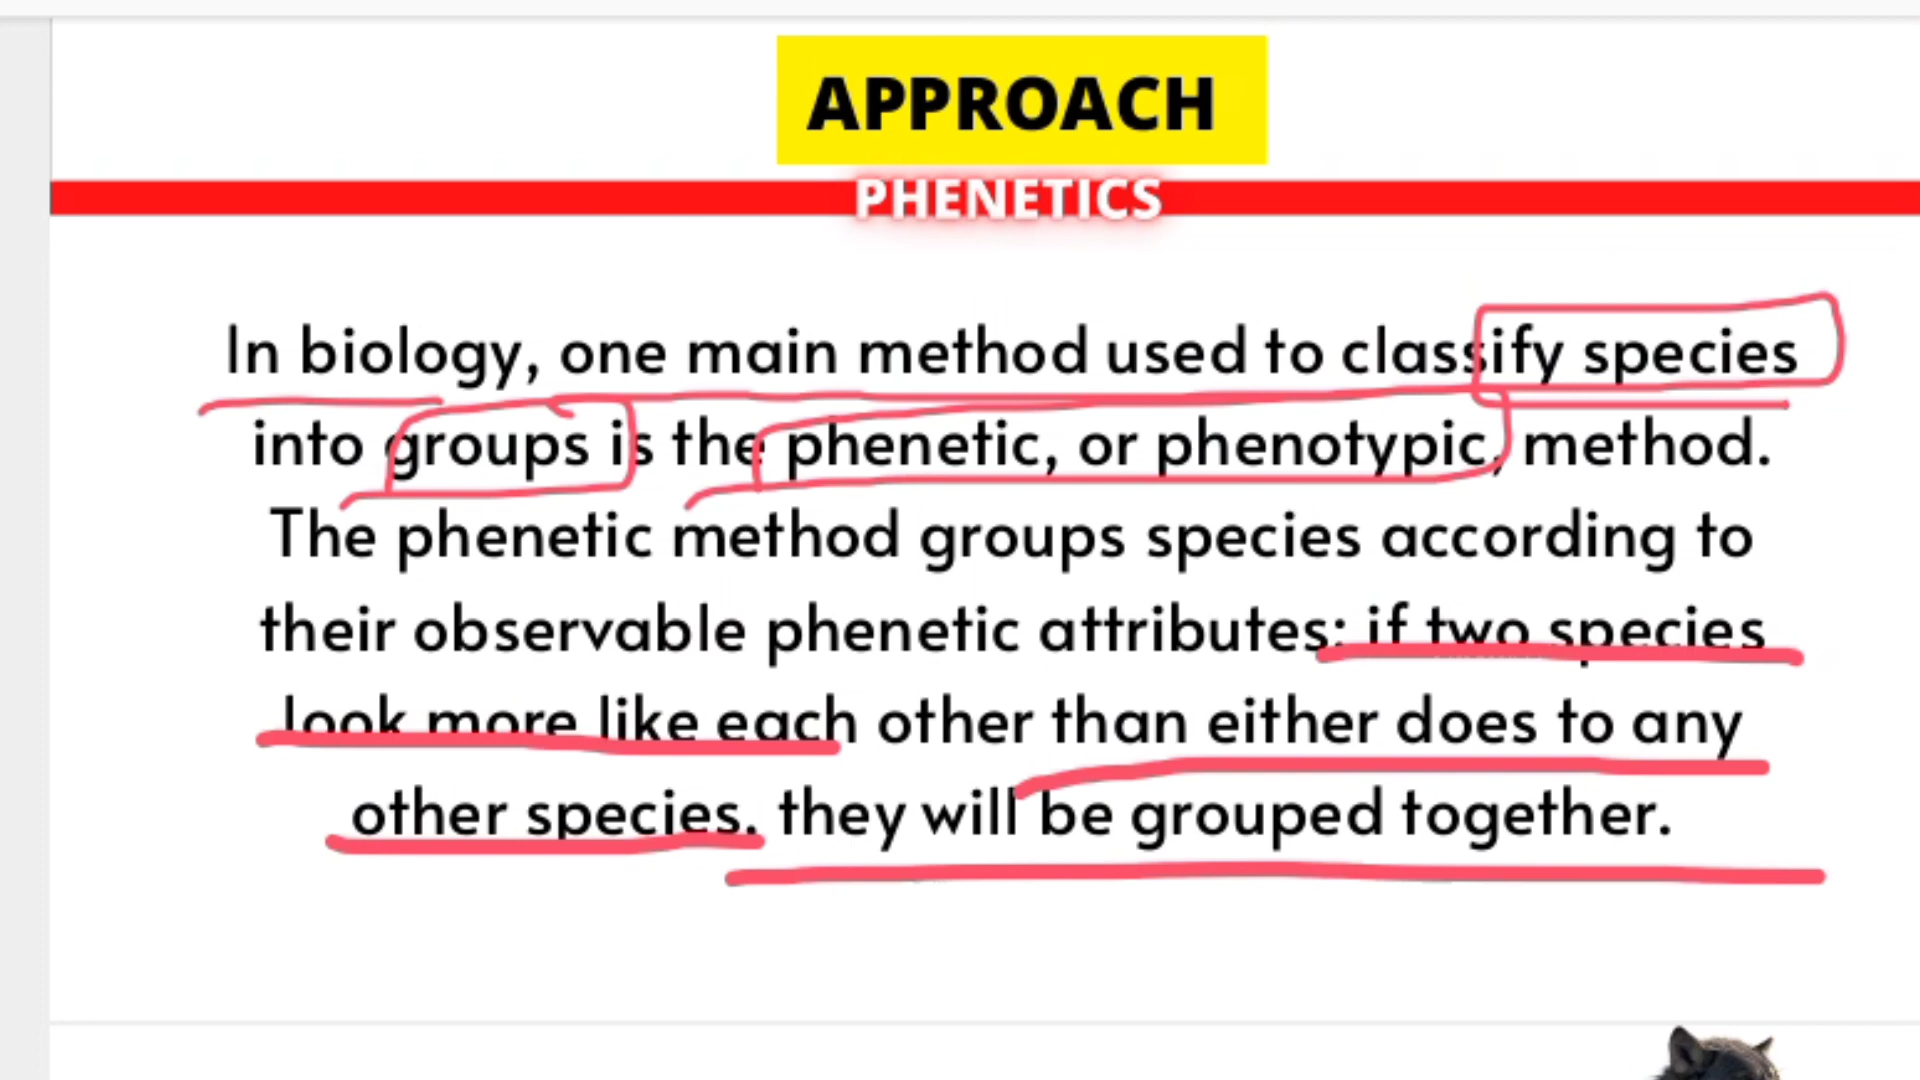 APPROACH
PHENETICS
In biology, one main method used to classify species
into groups is the phenetic, or phenotypic, method.
The phenetic method groups species according to
their observable phenetic attributes: if two species
look more like each other than either does to any
other species, they will be grouped together.